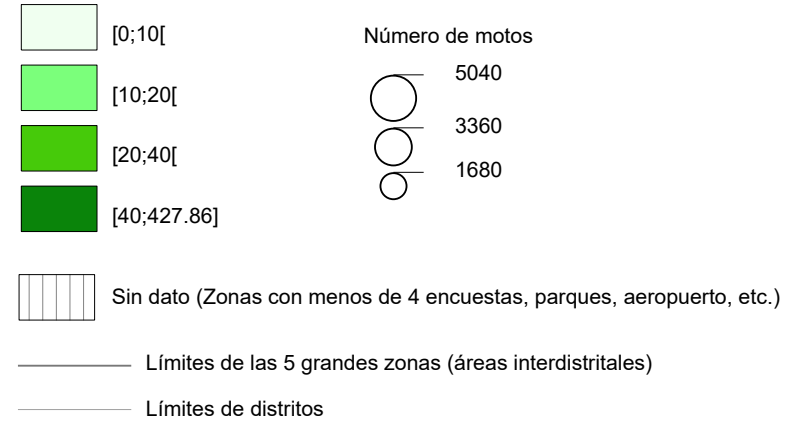 [0;10[
[10;20[
[20;40[
[40;427.86]
Número de motos
5040
3360
1680
Sin dato (Zonas con menos de 4 encuestas, parques, aeropuerto, etc.)
Límites de las 5 grandes zonas (áreas interdistritales)
Límites de distritos